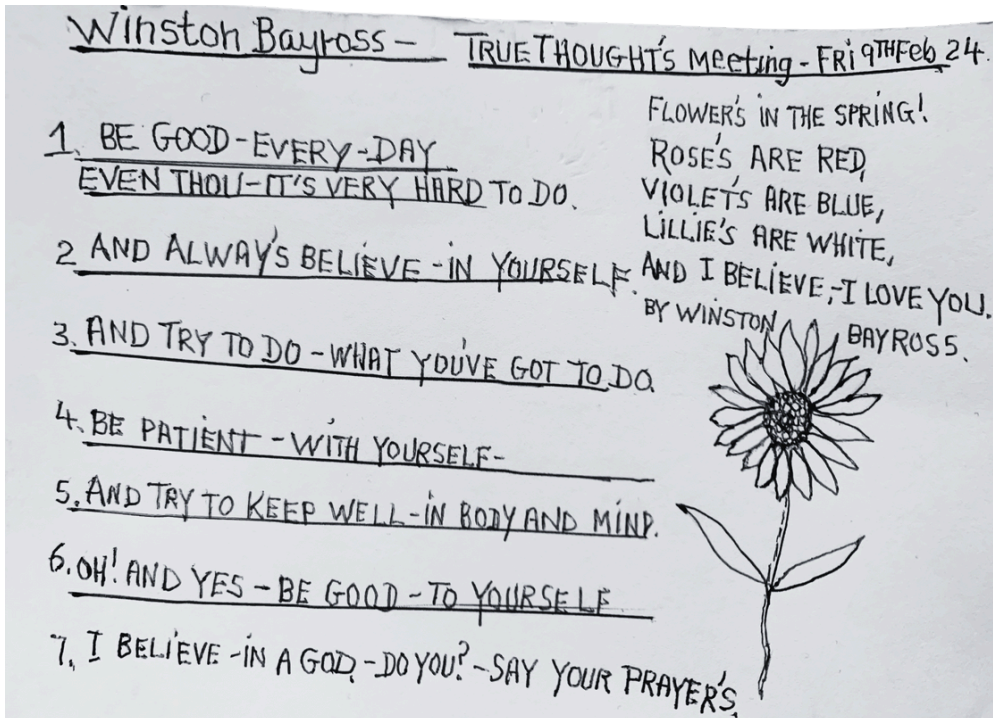 Winston Bayross - TRUE THOUGHT'S Meeting - FRI 9TH Feb 24.
1. BE GOOD - EVERY - DAY
EVEN THOU - IT'S VERY HARD TO DO.
2 AND ALWAY'S BELIEVE - IN YOURSELF.
3. AND TRY TO DO - WHAT YOU'VE GOT TO DO.
4. BE PATIENT - WITH YOURSELF -
5. AND TRY TO KEEP WELL - IN BODY AND MIND.
6. OH! AND YES - BE GOOD - TO YOURSELF
7. I BELIEVE - IN A GOD - DO YOU? - SAY YOUR PRAYER'S.
FLOWER'S IN THE SPRING!
ROSE'S ARE RED,
VIOLET'S ARE BLUE,
LILLIE'S ARE WHITE,
AND I BELIEVE, - I LOVE YOU.
BY WINSTON BAYROSS.